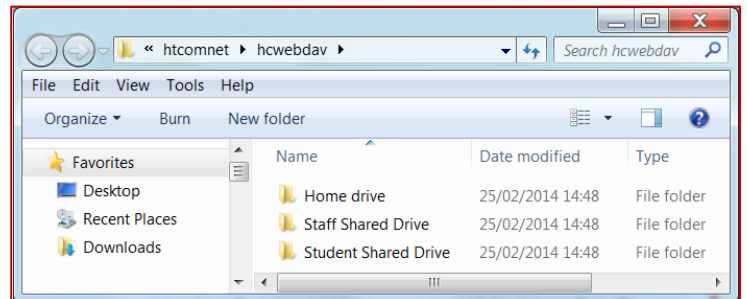 « htcomnet ▸ hcwebdav ▸ Search hcwebdav
File Edit View Tools Help
Organize ▾ Burn New folder
Favorites
Desktop
Recent Places
Downloads
Name Date modified Type
Home drive 25/02/2014 14:48 File folder
Staff Shared Drive 25/02/2014 14:48 File folder
Student Shared Drive 25/02/2014 14:48 File folder